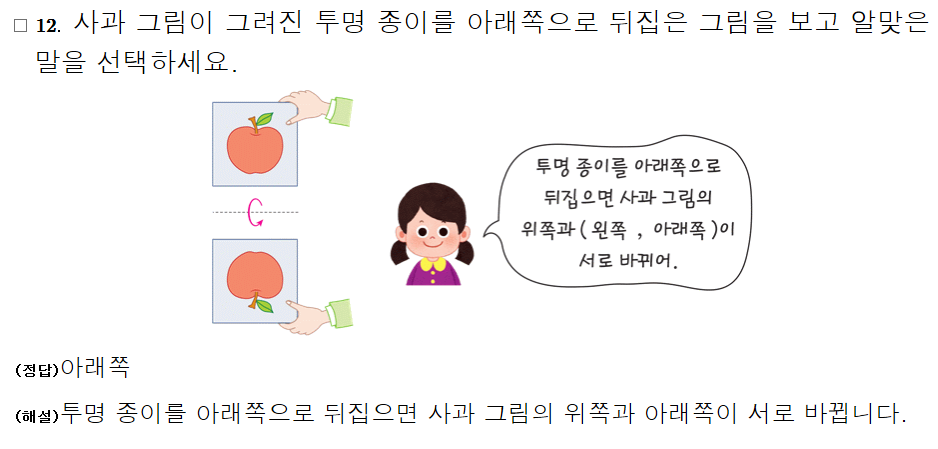 □ 12. 사과 그림이 그려진 투명 종이를 아래쪽으로 뒤집은 그림을 보고 알맞은
말을 선택하세요.
투명 종이를 아래쪽으로
뒤집으면 사과 그림의
위쪽과 ( 왼쪽 , 아래쪽 )이
서로 바뀌어.
(정답)아래쪽
(해설)투명 종이를 아래쪽으로 뒤집으면 사과 그림의 위쪽과 아래쪽이 서로 바뀝니다.